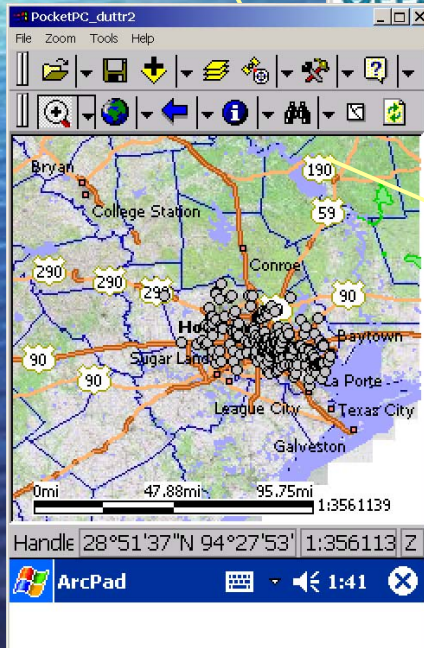 PocketPC_duttr2
File Zoom Tools Help
Bryan
190
College Station
59
Conroe
290
290
290
90
Baytown
90
Sugar Land
90
La Porte
League City
Texas City
Galveston
0mi 47.88mi 95.75mi
1:3561139
Handle 28°51'37"N 94°27'53' 1:356113 Z
ArcPad 1:41